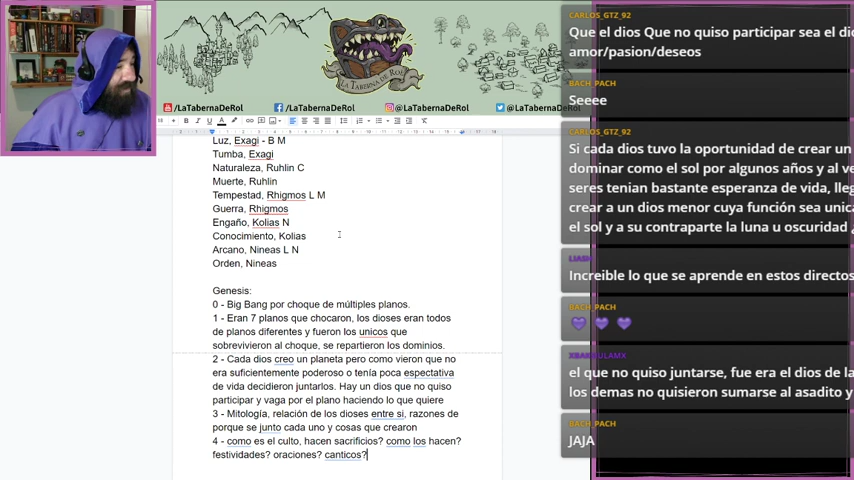 LA TABERNA DE ROL
/LaTabernaDeRol
/LaTabernaDeRol
@LaTabernaDeRol
/LaTabernaDeRol
Luz, Exagi - B M
Tumba, Exagi
Naturaleza, Ruhlin C
Muerte, Ruhlin
Tempestad, Rhigmos L M
Guerra, Rhigmos
Engaño, Kolias N
Conocimiento, Kolias
Arcano, Nineas L N
Orden, Nineas
Genesis:
0 - Big Bang por choque de múltiples planos.
1 - Eran 7 planos que chocaron, los dioses eran todos
de planos diferentes y fueron los unicos que
sobrevivieron al choque, se repartieron los dominios.
2 - Cada dios creo un planeta pero como vieron que no
era suficientemente poderoso o tenía poca espectativa
de vida decidieron juntarlos. Hay un dios que no quiso
participar y vaga por el plano haciendo lo que quiere
3 - Mitología, relación de los dioses entre si, razones de
porque se junto cada uno y cosas que crearon
4 - como es el culto, hacen sacrificios? como los hacen?
festividades? oraciones? canticos?
CARLOS_GTZ_92
Que el dios Que no quiso participar sea el dio
amor/pasion/deseos
BACH_PACH
Seeee
CARLOS_GTZ_92
Si cada dios tuvo la oportunidad de crear un
dominar como el sol por algunos años y al ve
seres tenian bastante esperanza de vida, lleg
crear a un dios menor cuya función sea unica
el sol y a su contraparte la luna u oscuridad ¿
Increible lo que se aprende en estos directos
BACH_PACH
el que no quiso juntarse, fue era el dios de la
los demas no quisieron sumarse al asadito y
BACH_PACH
JAJA